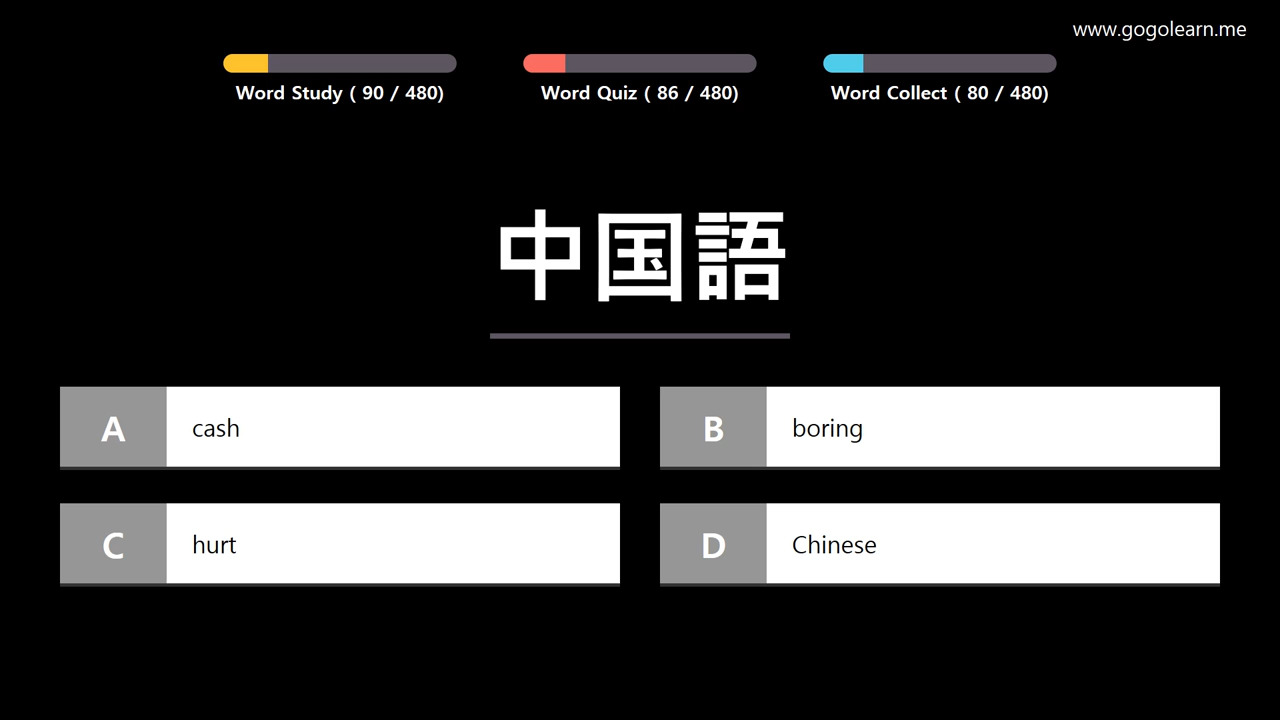 www.gogolearn.me
Word Study ( 90 / 480)
Word Quiz ( 86 / 480)
Word Collect ( 80 / 480)
中国語
A cash
B boring
C hurt
D Chinese